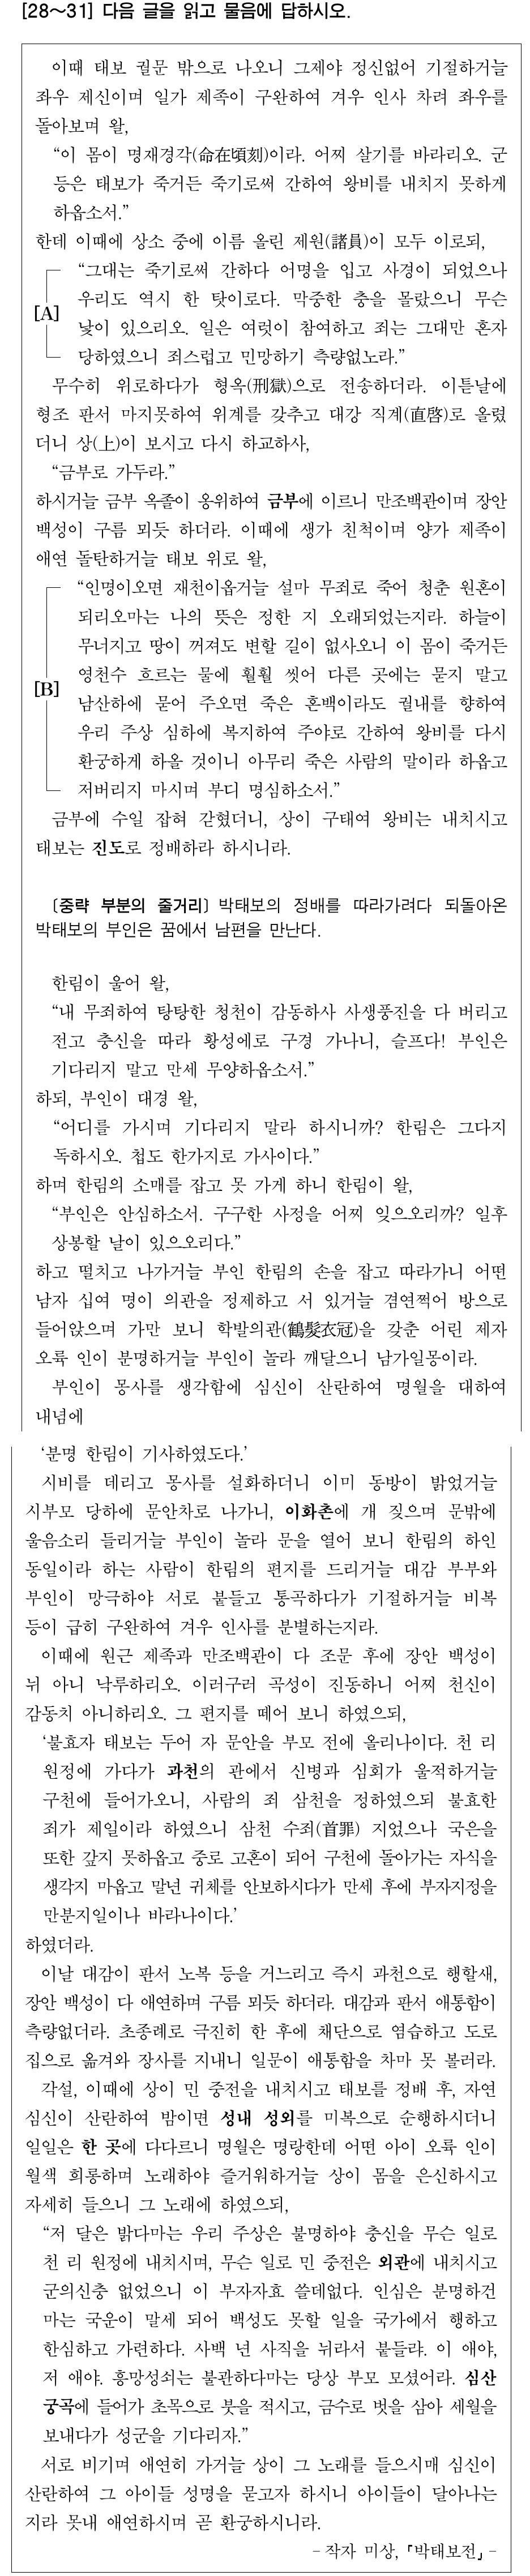 [28～31] 다음 글을 읽고 물음에 답하시오.
이때 태보 궐문 밖으로 나오니 그제야 정신없어 기절하거늘
좌우 제신이며 일가 제족이 구완하여 겨우 인사 차려 좌우를
돌아보며 왈,
“이 몸이 명재경각(命在頃刻)이라. 어찌 살기를 바라리오. 군
등은 태보가 죽거든 죽기로써 간하여 왕비를 내치지 못하게
하옵소서.”
한데 이때에 상소 중에 이름 올린 제원(諸員)이 모두 이로되,
“그대는 죽기로써 간하다 어명을 입고 사경이 되었으나
우리도 역시 한 탓이로다. 막중한 충을 몰랐으니 무슨
[A]
낯이 있으리오. 일은 여럿이 참여하고 죄는 그대만 혼자
당하였으니 죄스럽고 민망하기 측량없노라.”
무수히 위로하다가 형옥(刑獄)으로 전송하더라. 이튿날에
형조 판서 마지못하여 위계를 갖추고 대강 직계(直啓)로 올렸
더니 상(上)이 보시고 다시 하교하사,
“금부로 가두라.”
하시거늘 금부 옥졸이 옹위하여 금부에 이르니 만조백관이며 장안
백성이 구름 뫼듯 하더라. 이때에 생가 친척이며 양가 제족이
애연 돌탄하거늘 태보 위로 왈,
“인명이오면 재천이옵거늘 설마 무죄로 죽어 청춘 원혼이
되리오마는 나의 뜻은 정한 지 오래되었는지라. 하늘이
무너지고 땅이 꺼져도 변할 길이 없사오니 이 몸이 죽거든
영천수 흐르는 물에 훨훨 씻어 다른 곳에는 묻지 말고
[B]
남산하에 묻어 주오면 죽은 혼백이라도 궐내를 향하여
우리 주상 심하에 복지하여 주야로 간하여 왕비를 다시
환궁하게 하올 것이니 아무리 죽은 사람의 말이라 하옵고
저버리지 마시며 부디 명심하소서.”
금부에 수일 잡혀 갇혔더니, 상이 구태여 왕비는 내치시고
태보는 진도로 정배하라 하시니라.
〔중략 부분의 줄거리〕 박태보의 정배를 따라가려다 되돌아온
박태보의 부인은 꿈에서 남편을 만난다.
한림이 울어 왈,
“내 무죄하여 탕탕한 청천이 감동하사 사생풍진을 다 버리고
전고 충신을 따라 황성에로 구경 가나니, 슬프다! 부인은
기다리지 말고 만세 무양하옵소서.”
하되, 부인이 대경 왈,
“어디를 가시며 기다리지 말라 하시니까? 한림은 그다지
독하시오. 첩도 한가지로 가사이다.”
하며 한림의 소매를 잡고 못 가게 하니 한림이 왈,
“부인은 안심하소서. 구구한 사정을 어찌 잊으오리까? 일후
상봉할 날이 있으오리다.”
하고 떨치고 나가거늘 부인 한림의 손을 잡고 따라가니 어떤
남자 십여 명이 의관을 정제하고 서 있거늘 겸연쩍어 방으로
들어앉으며 가만 보니 학발의관(鶴髮衣冠)을 갖춘 어린 제자
오륙 인이 분명하거늘 부인이 놀라 깨달으니 남가일몽이라.
부인이 몽사를 생각함에 심신이 산란하여 명월을 대하여
내념에
‘분명 한림이 기사하였도다.’
시비를 데리고 몽사를 설화하더니 이미 동방이 밝았거늘
시부모 당하에 문안차로 나가니, 이화촌에 개 짖으며 문밖에
울음소리 들리거늘 부인이 놀라 문을 열어 보니 한림의 하인
동일이라 하는 사람이 한림의 편지를 드리거늘 대감 부부와
부인이 망극하야 서로 붙들고 통곡하다가 기절하거늘 비복
등이 급히 구완하여 겨우 인사를 분별하는지라.
이때에 원근 제족과 만조백관이 다 조문 후에 장안 백성이
뉘 아니 낙루하리오. 이러구러 곡성이 진동하니 어찌 천신이
감동치 아니하리오. 그 편지를 떼어 보니 하였으되,
‘불효자 태보는 두어 자 문안을 부모 전에 올리나이다. 천 리
원정에 가다가 과천의 관에서 신병과 심회가 울적하거늘
구천에 들어가오니, 사람의 죄 삼천을 정하였으되 불효한
죄가 제일이라 하였으니 삼천 수죄(首罪) 지었으나 국은을
또한 갚지 못하옵고 중로 고혼이 되어 구천에 돌아가는 자식을
생각지 마옵고 말년 귀체를 안보하시다가 만세 후에 부자지정을
만분지일이나 바라나이다.’
하였더라.
이날 대감이 판서 노복 등을 거느리고 즉시 과천으로 행할새,
장안 백성이 다 애연하며 구름 뫼듯 하더라. 대감과 판서 애통함이
측량없더라. 초종례로 극진히 한 후에 채단으로 염습하고 도로
집으로 옮겨와 장사를 지내니 일문이 애통함을 차마 못 볼러라.
각설, 이때에 상이 민 중전을 내치시고 태보를 정배 후, 자연
심신이 산란하여 밤이면 성내 성외를 미복으로 순행하시더니
일일은 한 곳에 다다르니 명월은 명랑한데 어떤 아이 오륙 인이
월색 희롱하며 노래하야 즐거워하거늘 상이 몸을 은신하시고
자세히 들으니 그 노래에 하였으되,
“저 달은 밝다마는 우리 주상은 불명하야 충신을 무슨 일로
천 리 원정에 내치시며, 무슨 일로 민 중전은 외관에 내치시고
군의신충 없었으니 이 부자자효 쓸데없다. 인심은 분명하건
마는 국운이 말세 되어 백성도 못할 일을 국가에서 행하고
한심하고 가련하다. 사백 년 사직을 뉘라서 붙들랴. 이 애야,
저 애야. 흥망성쇠는 불관하다마는 당상 부모 모셨어라. 심산
궁곡에 들어가 초목으로 붓을 적시고, 금수로 벗을 삼아 세월을
보내다가 성군을 기다리자.”
서로 비기며 애연히 가거늘 상이 그 노래를 들으시매 심신이
산란하여 그 아이들 성명을 묻고자 하시니 아이들이 달아나는
지라 못내 애연하시며 곧 환궁하시니라.
- 작자 미상, 「박태보전」 -